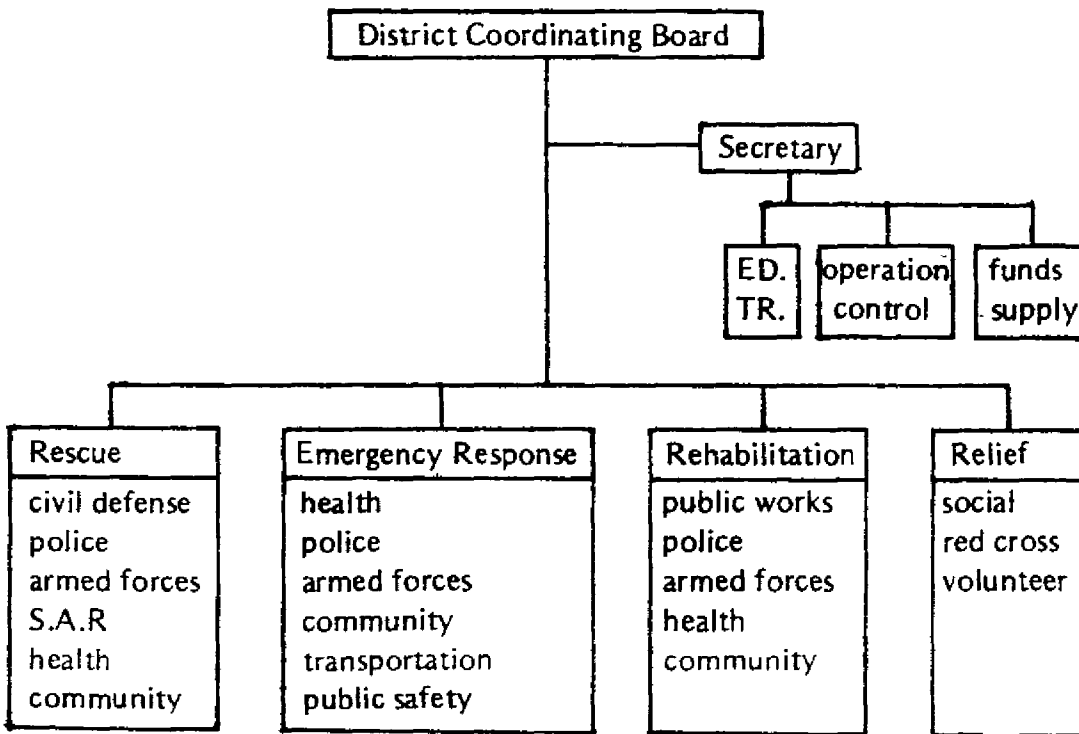 District Coordinating Board
Secretary
ED.
TR.
operation
control
funds
supply
Rescue
civil defense
police
armed forces
S.A.R
health
community
Emergency Response
health
police
armed forces
community
transportation
public safety
Rehabilitation
public works
police
armed forces
health
community
Relief
social
red cross
volunteer